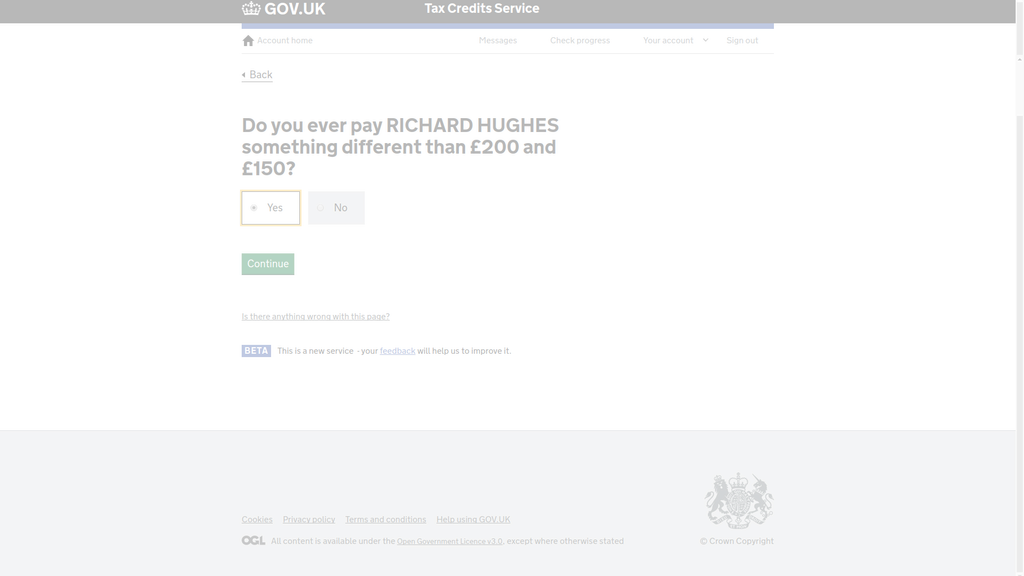 GOV.UK
Tax Credits Service
Account home
Messages
Check progress
Your account
Sign out
Back
Do you ever pay RICHARD HUGHES
something different than £200 and
£150?
Yes
No
Continue
Is there anything wrong with this page?
BETA This is a new service - your feedback will help us to improve it.
Cookies Privacy policy Terms and conditions Help using GOV.UK
OGL All content is available under the Open Government Licence v3.0, except where otherwise stated
© Crown Copyright